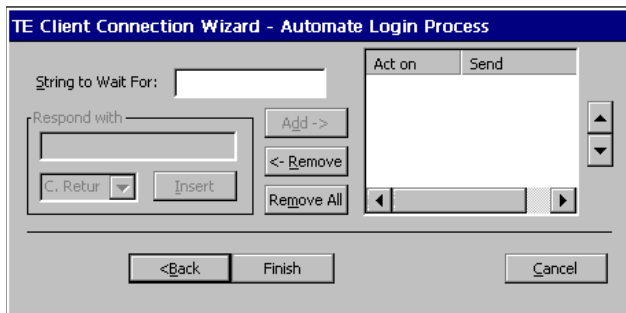 TE Client Connection Wizard - Automate Login Process
String to Wait For:
Act on Send
Respond with
Add ->
C. Retur
Insert
<- Remove
Remove All
<Back
Finish
Cancel